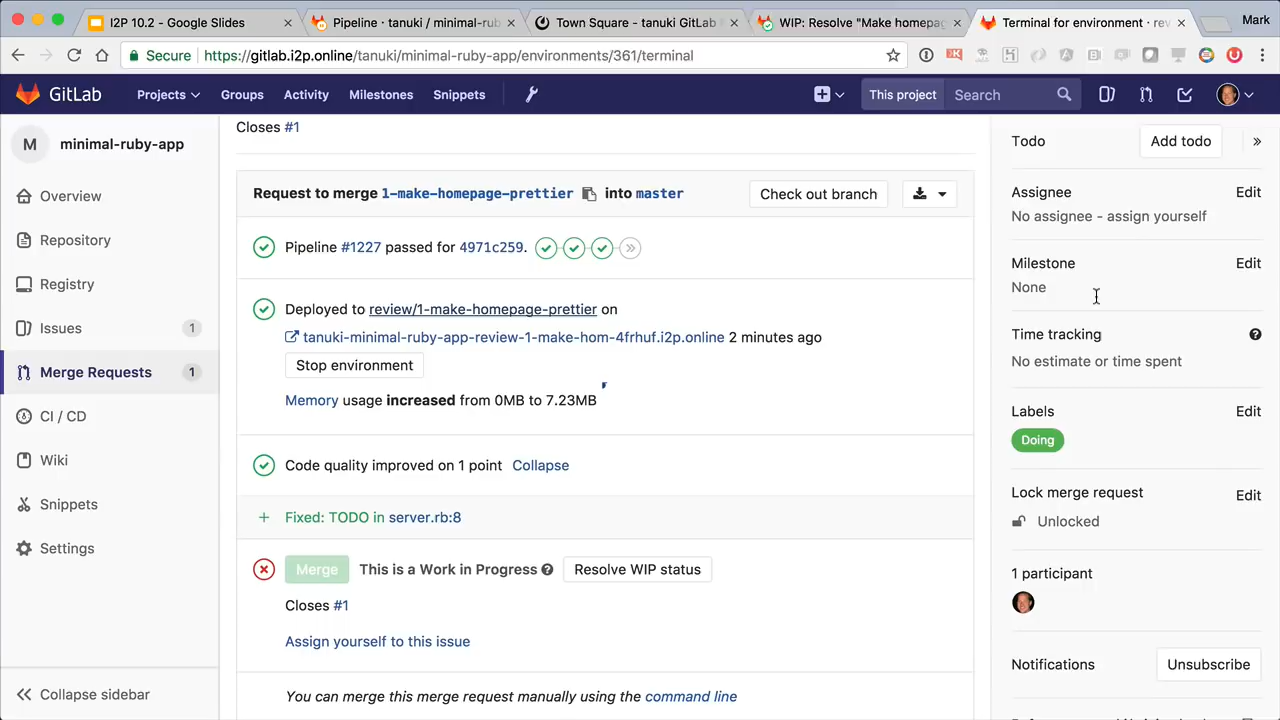 I2P 10.2 - Google Slides
Pipeline · tanuki / minimal-rub
Town Square - tanuki GitLab
WIP: Resolve "Make homepag
Terminal for environment · rev
Mark
Secure
https://gitlab.i2p.online/tanuki/minimal-ruby-app/environments/361/terminal
GitLab
Projects
Groups
Activity
Milestones
Snippets
This project
Search
M
minimal-ruby-app
Overview
Repository
Registry
Issues
1
Merge Requests
1
CI / CD
Wiki
Snippets
Settings
Collapse sidebar
Closes #1
Request to merge 1-make-homepage-prettier into master
Check out branch
Pipeline #1227 passed for 4971c259.
Deployed to review/1-make-homepage-prettier on
tanuki-minimal-ruby-app-review-1-make-hom-4frhuf.i2p.online 2 minutes ago
Stop environment
Memory usage increased from 0MB to 7.23MB
Code quality improved on 1 point Collapse
Fixed: TODO in server.rb:8
Merge
This is a Work in Progress
Resolve WIP status
Closes #1
Assign yourself to this issue
You can merge this merge request manually using the command line
Todo
Add todo
Assignee
Edit
No assignee - assign yourself
Milestone
Edit
None
Time tracking
No estimate or time spent
Labels
Edit
Doing
Lock merge request
Edit
Unlocked
1 participant
Notifications
Unsubscribe